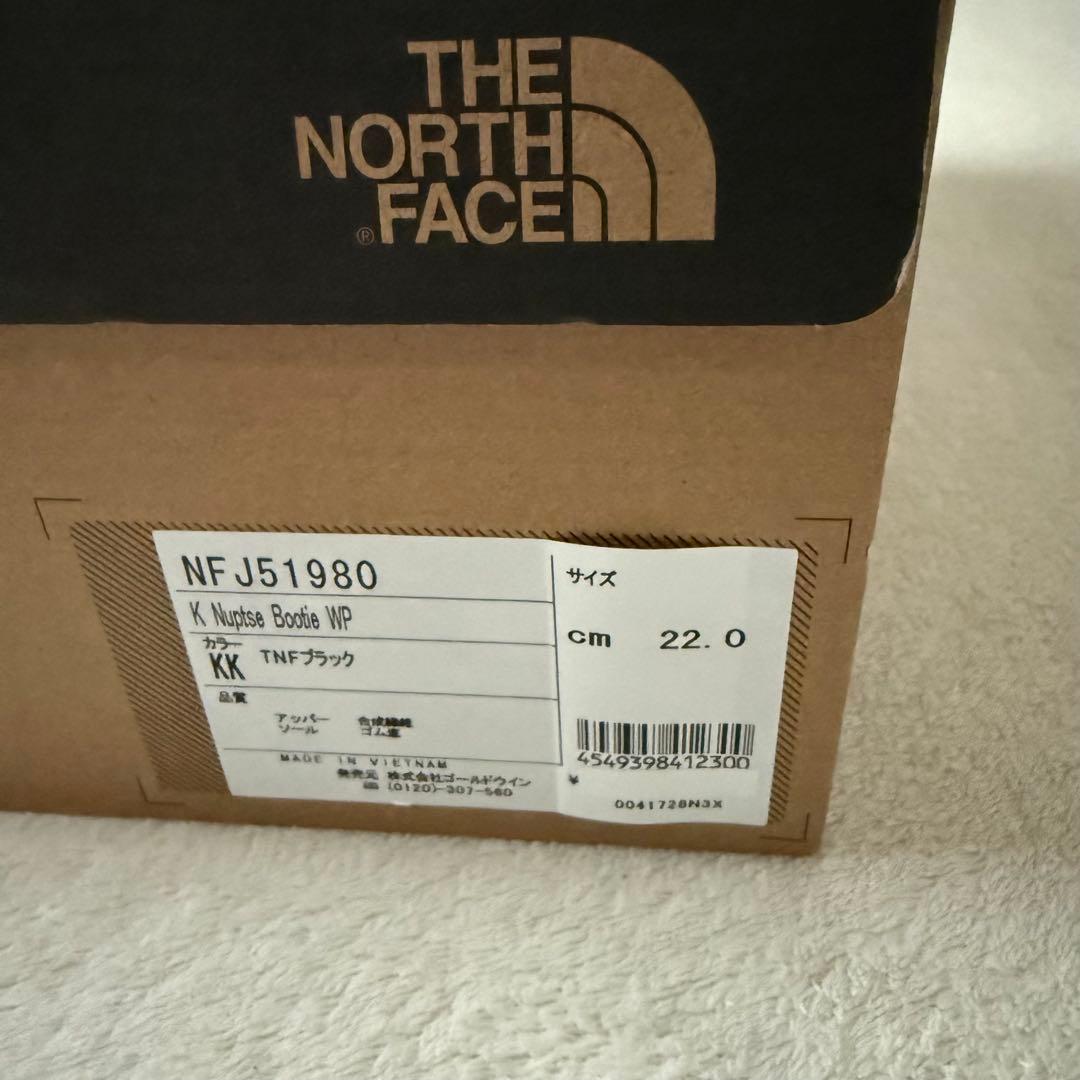 THE
NORTH
FACE
®
NFJ51980
K Nuptse Bootie WP
カラー
KK TNFブラック
品質
アッパー 合成繊維
ソール ゴム底
MADE IN VIETNAM
発売元 株式会社ゴールドウイン
(0120)-307-560
サイズ
cm 22.0
4549398412300
¥
0041728N3X